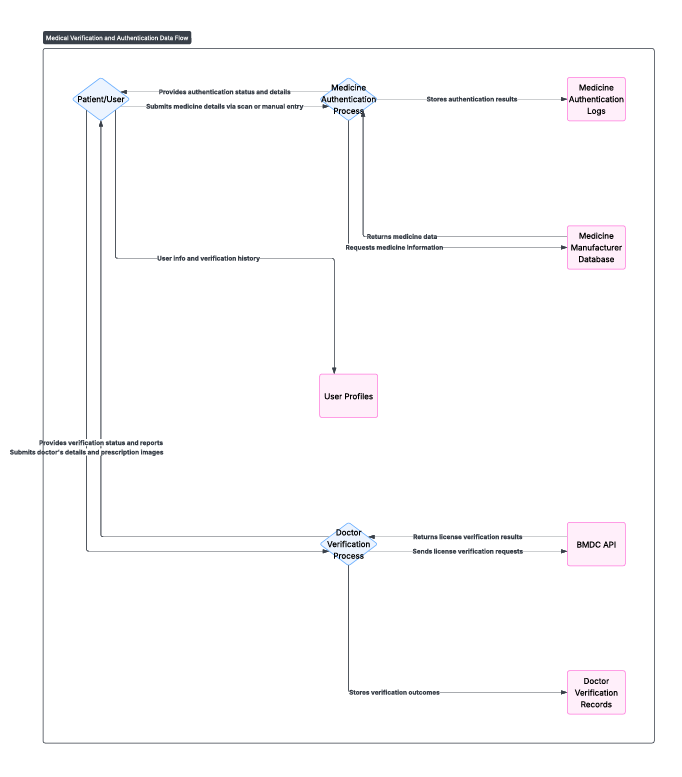 Medical Verification and Authentication Data Flow
Patient/User
Provides authentication status and details
Submits medicine details via scan or manual entry
Medicine
Authentication
Process
Stores authentication results
Medicine
Authentication
Logs
Returns medicine data
Requests medicine information
Medicine
Manufacturer
Database
User info and verification history
User Profiles
Provides verification status and reports
Submits doctor's details and prescription images
Doctor
Verification
Process
Returns license verification results
Sends license verification requests
BMDC API
Stores verification outcomes
Doctor
Verification
Records